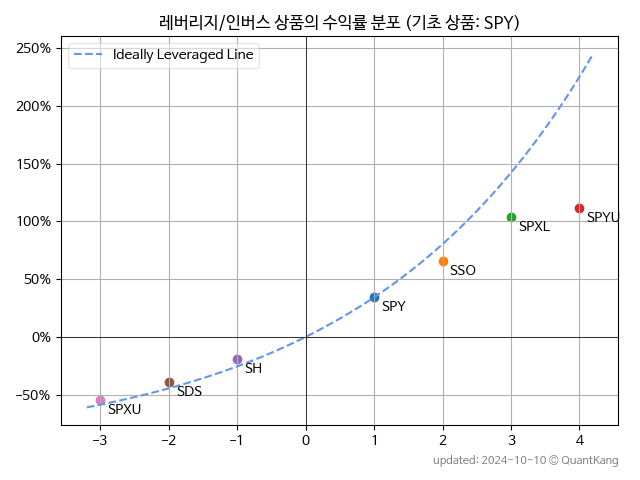 레버리지/인버스 상품의 수익률 분포 (기초 상품: SPY)
250%
200%
150%
100%
50%
0%
−50%
Ideally Leveraged Line
SPYU
SPXL
SSO
SPY
SH
SDS
SPXU
−3
−2
−1
0
1
2
3
4
updated: 2024-10-10 © QuantKang